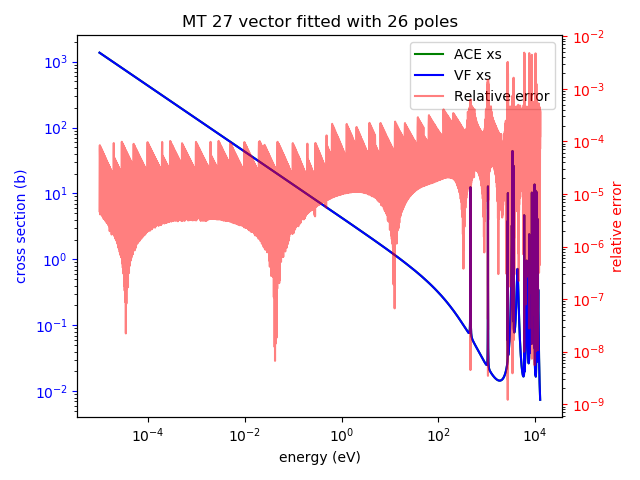 MT 27 vector fitted with 26 poles
ACE xs
VF xs
Relative error
cross section (b)
10³
10²
10¹
10⁰
10⁻¹
10⁻²
10⁻²
10⁻³
10⁻⁴
10⁻⁵
10⁻⁶
10⁻⁷
10⁻⁸
10⁻⁹
relative error
10⁻⁴
10⁻²
10⁰
10²
10⁴
energy (eV)